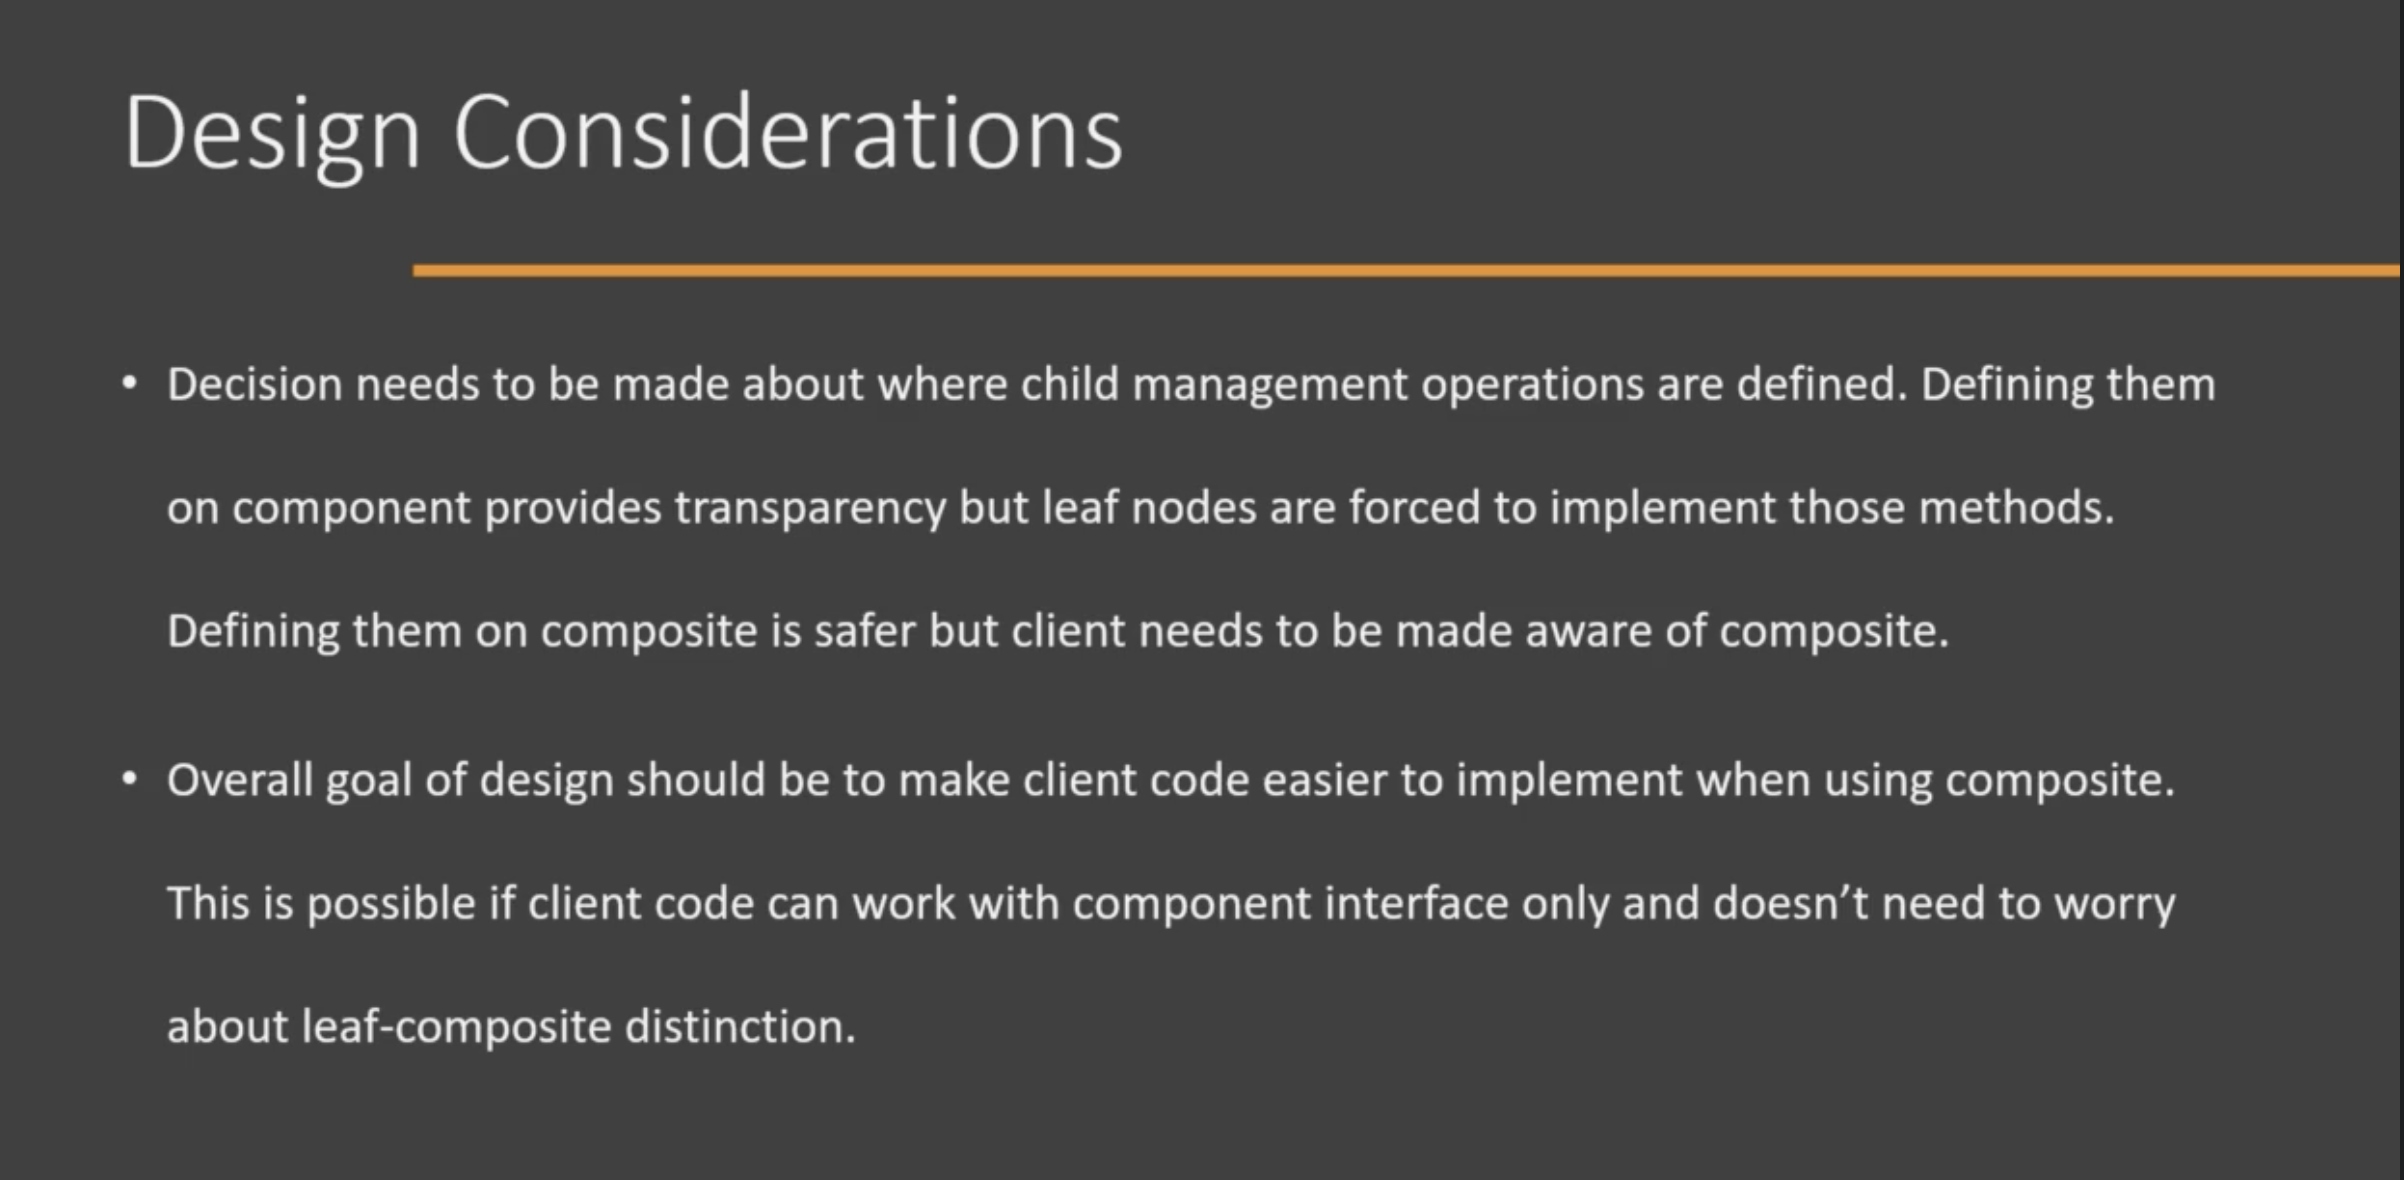 Design Considerations
• Decision needs to be made about where child management operations are defined. Defining them
on component provides transparency but leaf nodes are forced to implement those methods.
Defining them on composite is safer but client needs to be made aware of composite.
• Overall goal of design should be to make client code easier to implement when using composite.
This is possible if client code can work with component interface only and doesn’t need to worry
about leaf-composite distinction.